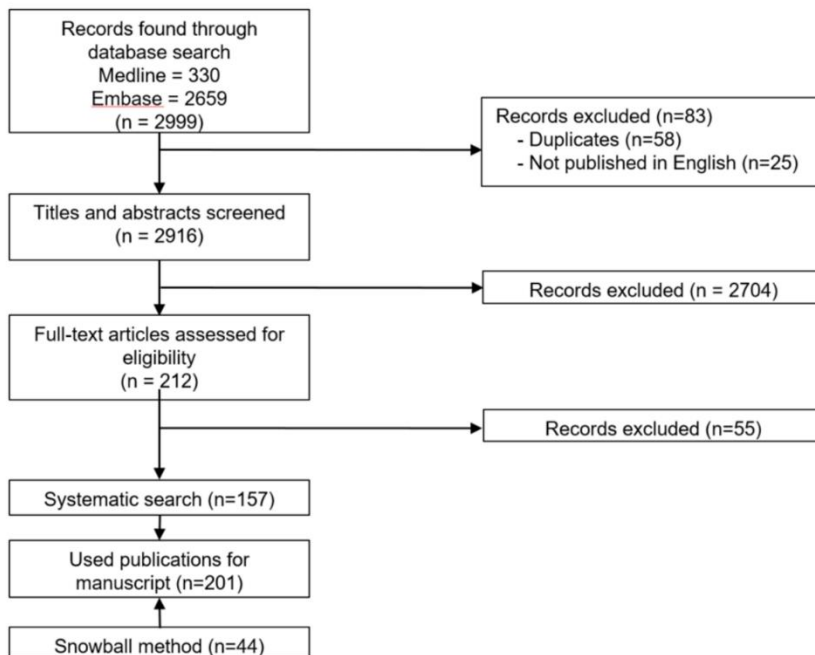 Records found through
database search
Medline = 330
Embase = 2659
(n = 2999)
Records excluded (n=83)
- Duplicates (n=58)
- Not published in English (n=25)
Titles and abstracts screened
(n = 2916)
Records excluded (n = 2704)
Full-text articles assessed for
eligibility
(n = 212)
Records excluded (n=55)
Systematic search (n=157)
Used publications for
manuscript (n=201)
Snowball method (n=44)